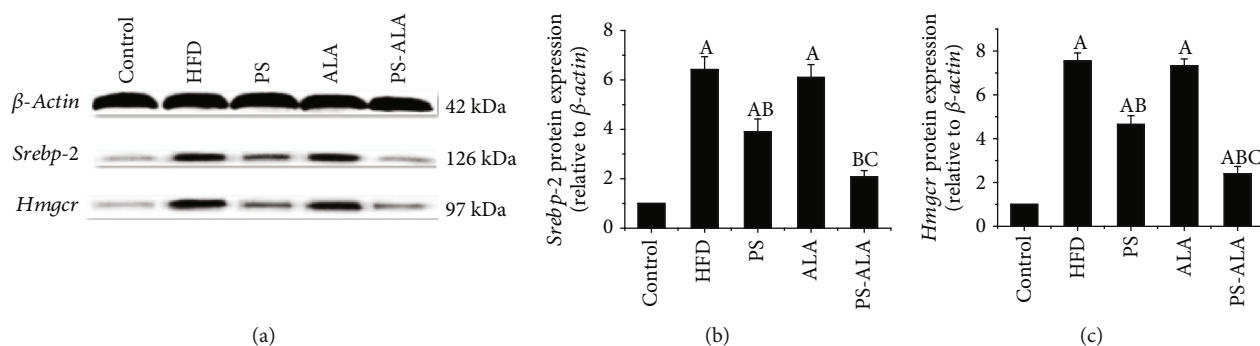 Control
HFD
PS
ALA
PS-ALA
β-Actin
42 kDa
Srebp-2
126 kDa
Hmgcr
97 kDa
(a)
Srebp-2 protein expression
(relative to β-actin)
8
6
4
2
0
A
AB
A
BC
Control
HFD
PS
ALA
PS-ALA
(b)
Hmgcr protein expression
(relative to β-actin)
8
6
4
2
0
A
AB
A
ABC
Control
HFD
PS
ALA
PS-ALA
(c)